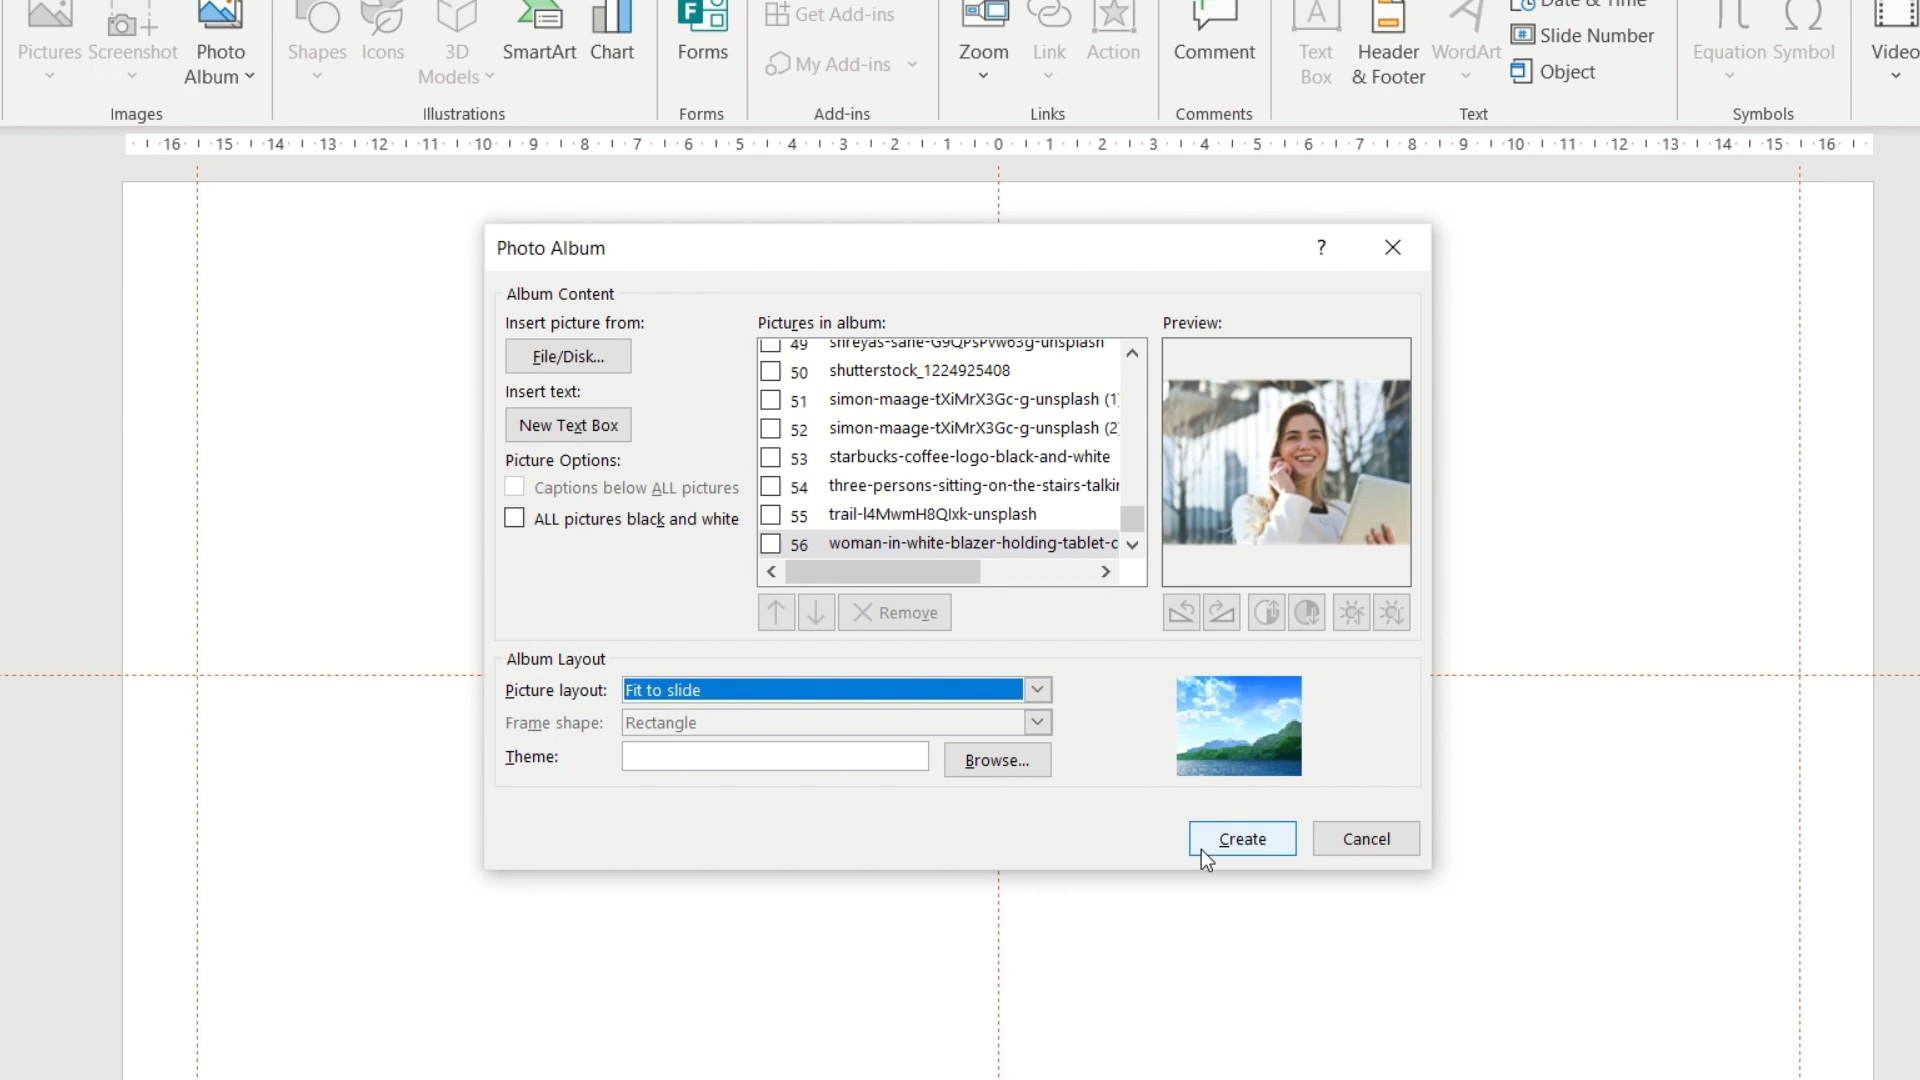 Pictures Screenshot Photo Album
Shapes Icons 3D Models SmartArt Chart
Forms
Get Add-ins
My Add-ins
Zoom Link Action
Comment
Text Box Header & Footer WordArt
Date & Time
Slide Number
Object
Equation Symbol
Video
Images Illustrations Forms Add-ins Links Comments Text Symbols
16 15 14 13 12 11 10 9 8 7 6 5 4 3 2 1 0 1 2 3 4 5 6 7 8 9 10 11 12 13 14 15 16
Photo Album ?
Album Content
Insert picture from:
File/Disk...
Insert text:
New Text Box
Picture Options:
Captions below ALL pictures
ALL pictures black and white
Pictures in album:
49
50 shutterstock_1224925408
51 simon-maage-tXiMrX3Gc-g-unsplash (1
52 simon-maage-tXiMrX3Gc-g-unsplash (2
53 starbucks-coffee-logo-black-and-white
54 three-persons-sitting-on-the-stairs-talkin
55 trail-l4MwmH8QIxk-unsplash
56 woman-in-white-blazer-holding-tablet-c
Remove
Preview:
Album Layout
Picture layout: Fit to slide
Frame shape: Rectangle
Theme:
Browse...
Create
Cancel